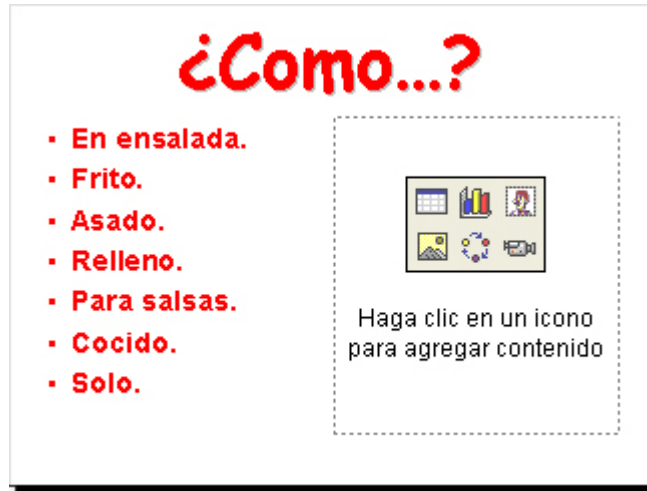 ¿Como...?
▪ En ensalada.
▪ Frito.
▪ Asado.
▪ Relleno.
▪ Para salsas.
▪ Cocido.
▪ Solo.
Haga clic en un icono
para agregar contenido